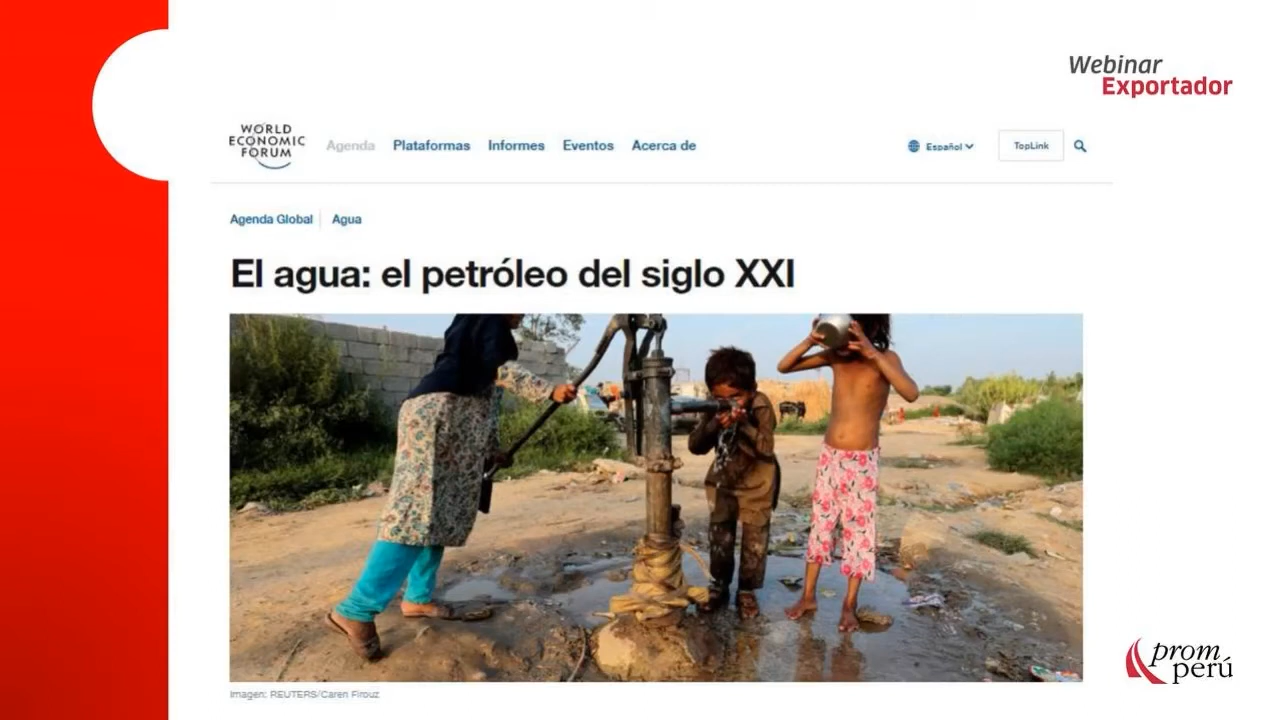 Webinar
Exportador
WORLD
ECONOMIC
FORUM
Agenda Plataformas Informes Eventos Acerca de
Español
TopLink
Agenda Global Agua
El agua: el petróleo del siglo XXI
Imagen: REUTERS/Caren Firouz
prom
perú